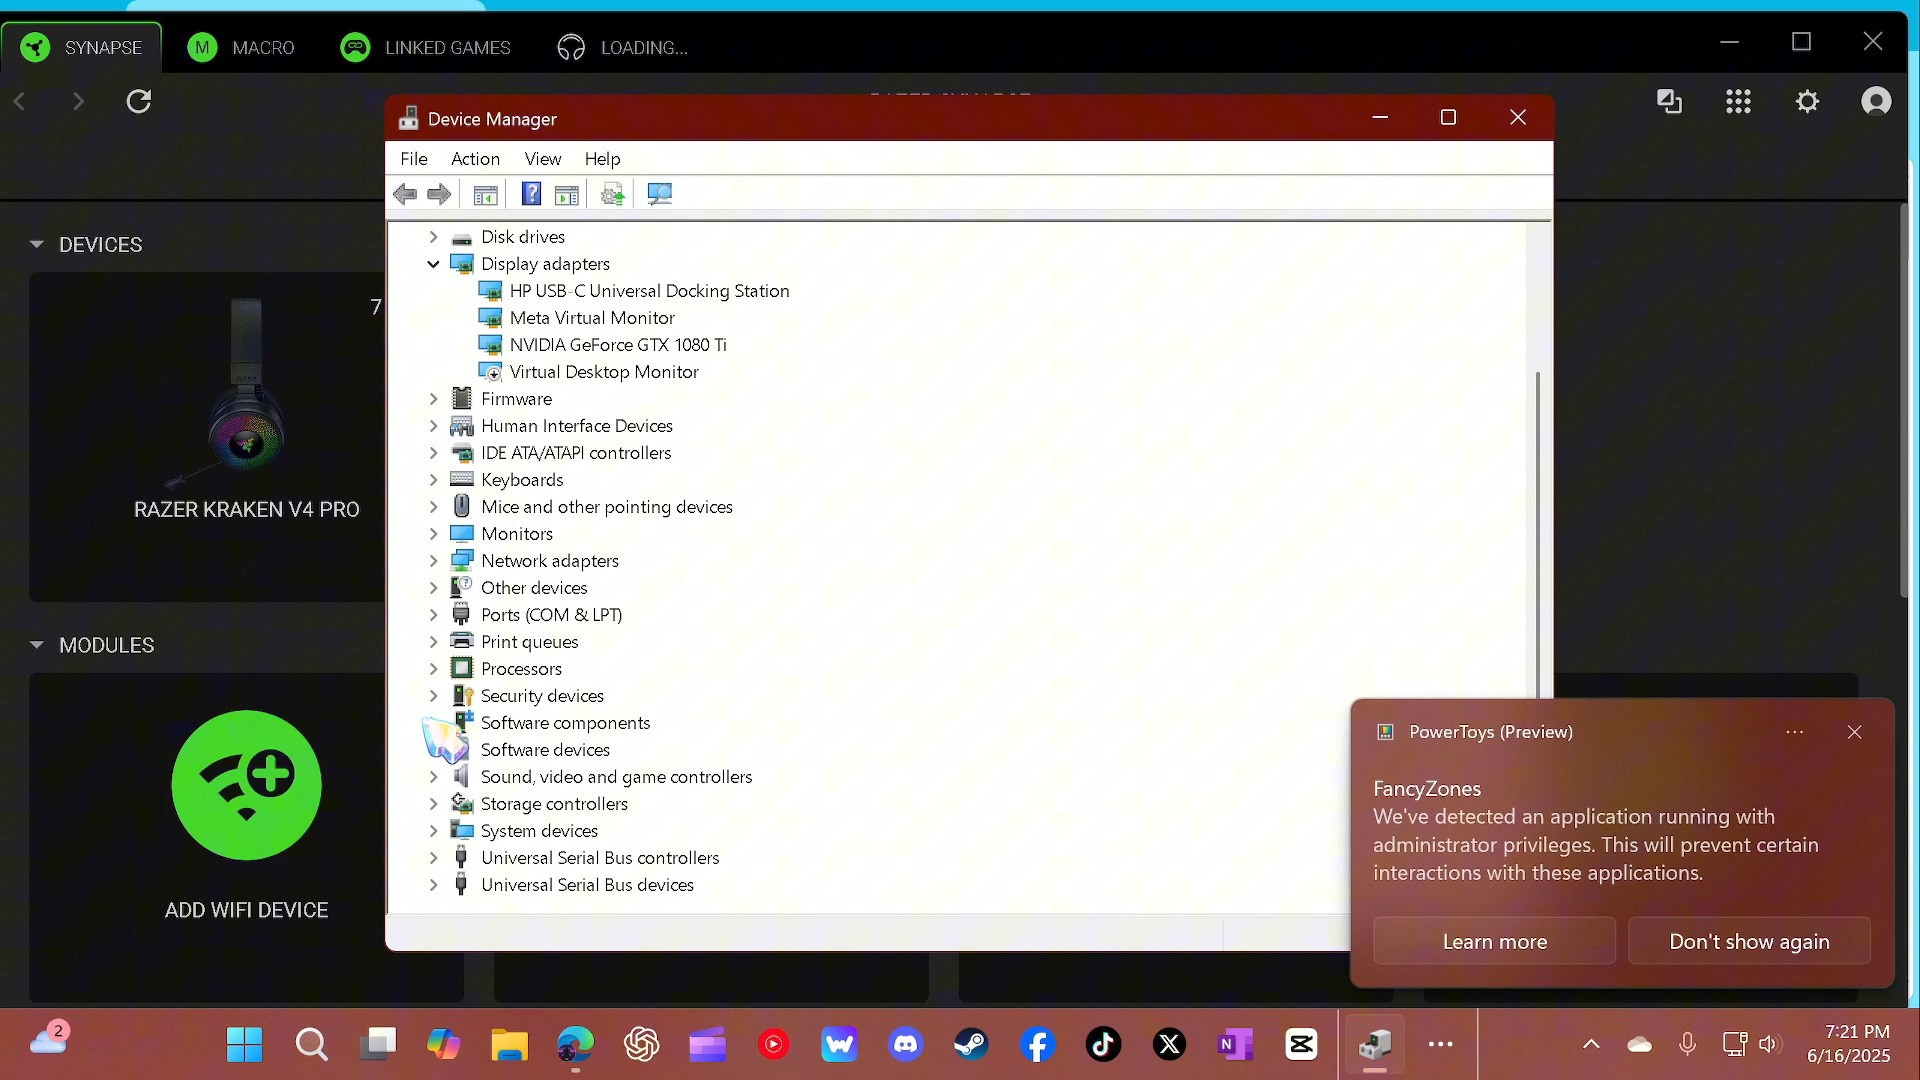 SYNAPSE
M
MACRO
LINKED GAMES
LOADING...
Device Manager
File Action View Help
Disk drives
Display adapters
HP USB-C Universal Docking Station
Meta Virtual Monitor
NVIDIA GeForce GTX 1080 Ti
Virtual Desktop Monitor
Firmware
Human Interface Devices
IDE ATA/ATAPI controllers
Keyboards
Mice and other pointing devices
Monitors
Network adapters
Other devices
Ports (COM & LPT)
Print queues
Processors
Security devices
Software components
Software devices
Sound, video and game controllers
Storage controllers
System devices
Universal Serial Bus controllers
Universal Serial Bus devices
DEVICES
7
RAZER KRAKEN V4 PRO
MODULES
ADD WIFI DEVICE
PowerToys (Preview)
FancyZones
We've detected an application running with
administrator privileges. This will prevent certain
interactions with these applications.
Learn more
Don't show again
2
N
7:21 PM
6/16/2025